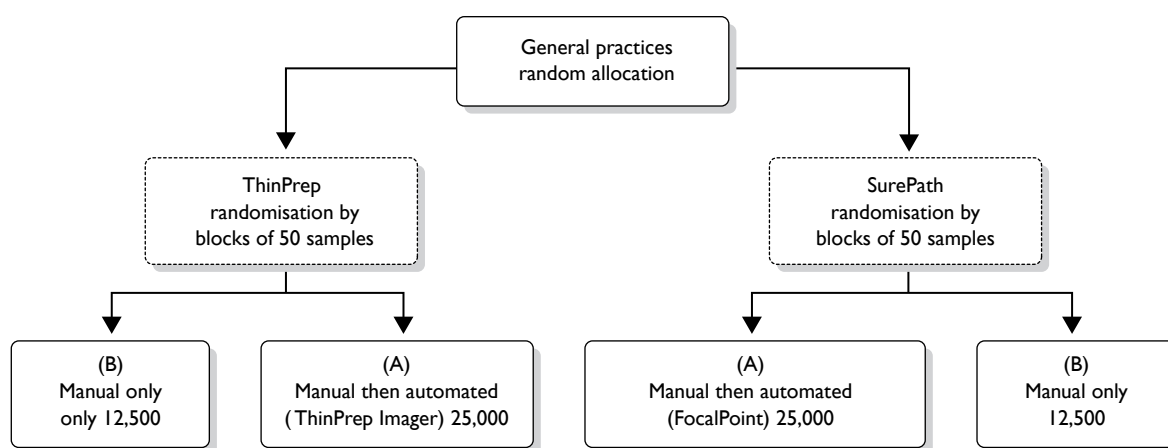 General practices
random allocation
ThinPrep
randomisation by
blocks of 50 samples
SurePath
randomisation by
blocks of 50 samples
(B)
Manual only
only 12,500
(A)
Manual then automated
(ThinPrep Imager) 25,000
(A)
Manual then automated
(FocalPoint) 25,000
(B)
Manual only
12,500